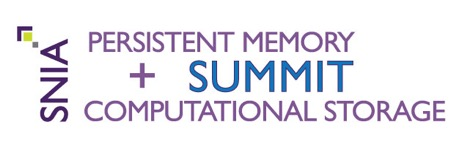 SNIA
PERSISTENT MEMORY
+ SUMMIT
COMPUTATIONAL STORAGE